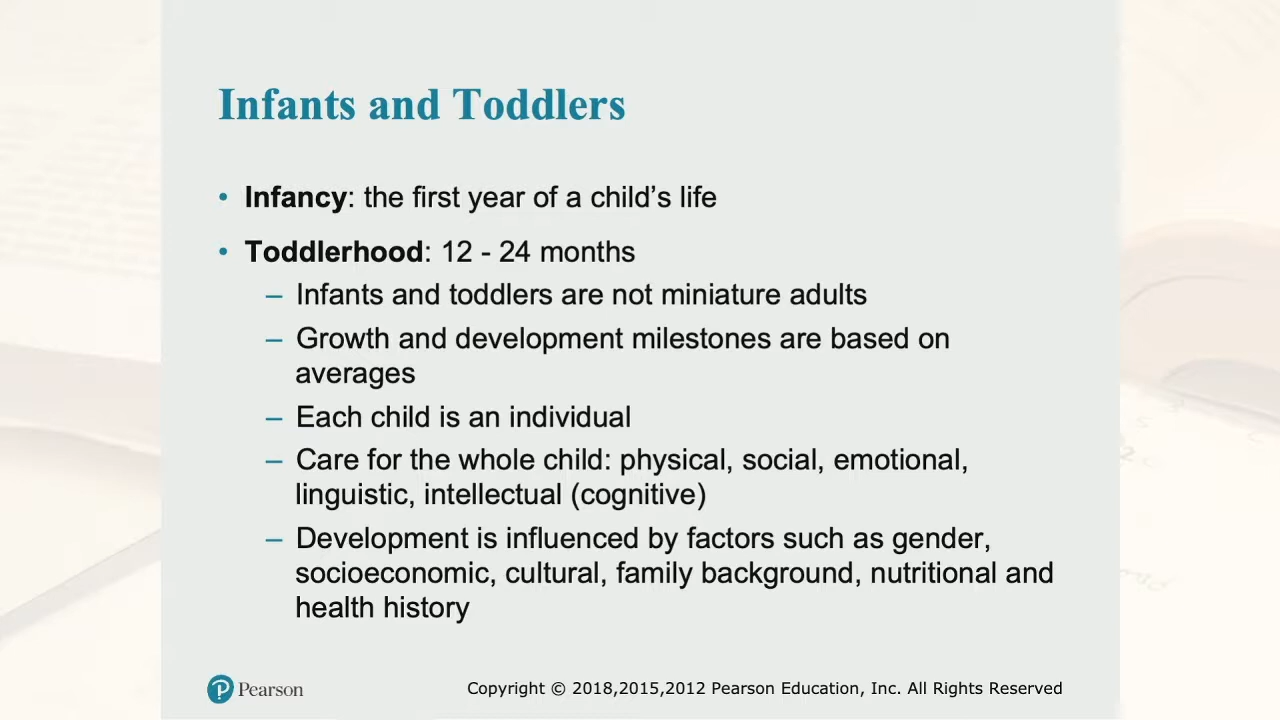 Infants and Toddlers
• Infancy: the first year of a child’s life
• Toddlerhood: 12 - 24 months
– Infants and toddlers are not miniature adults
– Growth and development milestones are based on
averages
– Each child is an individual
– Care for the whole child: physical, social, emotional,
linguistic, intellectual (cognitive)
– Development is influenced by factors such as gender,
socioeconomic, cultural, family background, nutritional and
health history
Pearson
Copyright © 2018,2015,2012 Pearson Education, Inc. All Rights Reserved